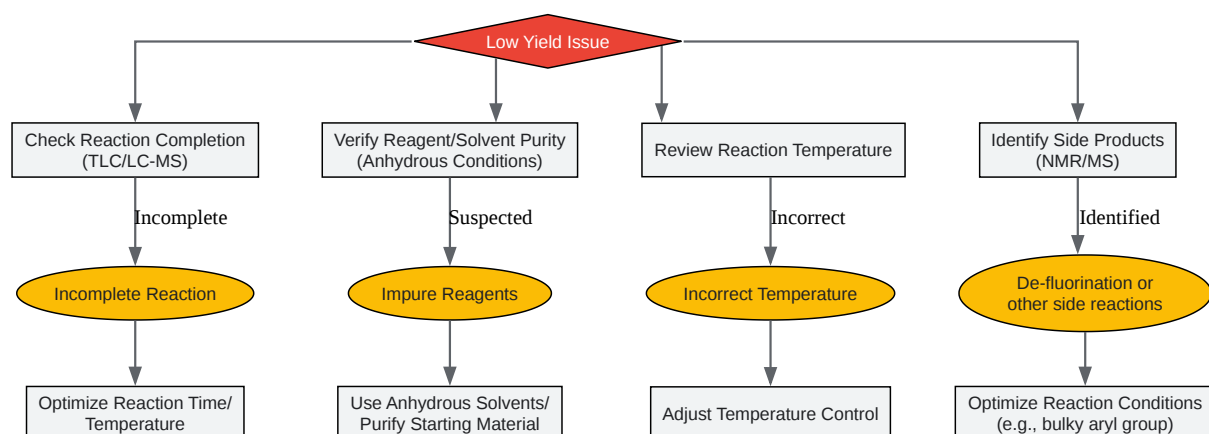 Low Yield Issue
Check Reaction Completion
(TLC/LC-MS)
Verify Reagent/Solvent Purity
(Anhydrous Conditions)
Review Reaction Temperature
Identify Side Products
(NMR/MS)
Incomplete
Suspected
Incorrect
Identified
Incomplete Reaction
Impure Reagents
Incorrect Temperature
De-fluorination or
other side reactions
Optimize Reaction Time/
Temperature
Use Anhydrous Solvents/
Purify Starting Material
Adjust Temperature Control
Optimize Reaction Conditions
(e.g., bulky aryl group)